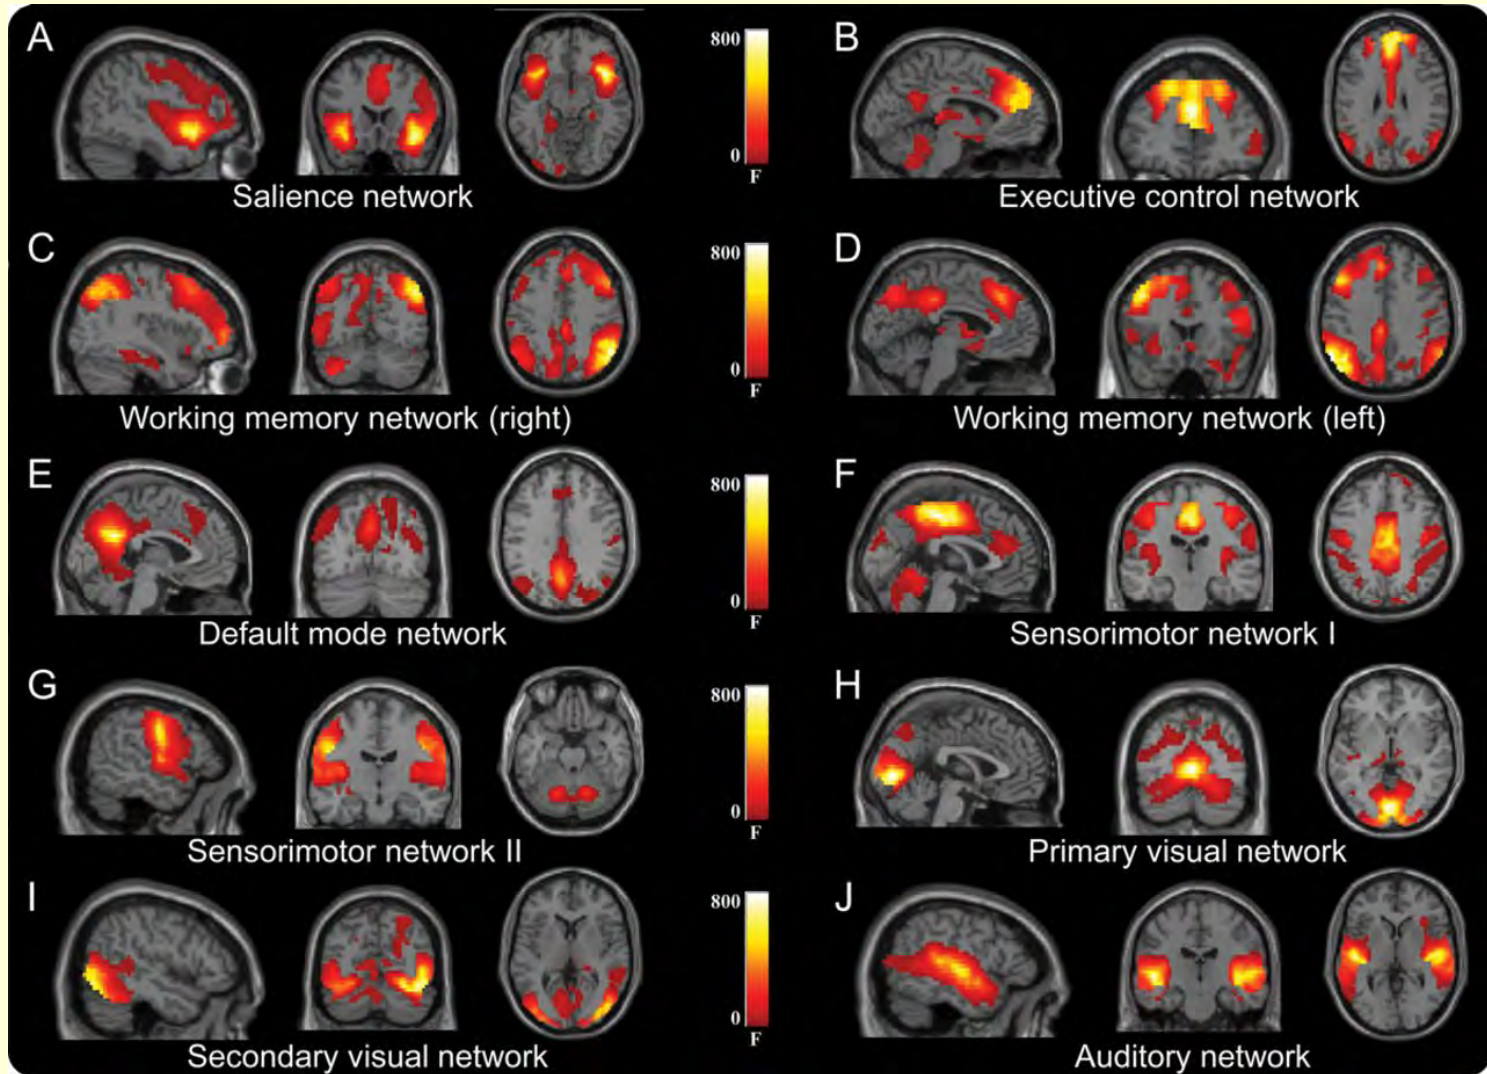 A
800
0
F
Salience network
B
Executive control network
C
800
0
F
Working memory network (right)
D
Working memory network (left)
E
800
0
F
Default mode network
F
Sensorimotor network I
G
800
0
F
Sensorimotor network II
H
Primary visual network
I
800
0
F
Secondary visual network
J
Auditory network